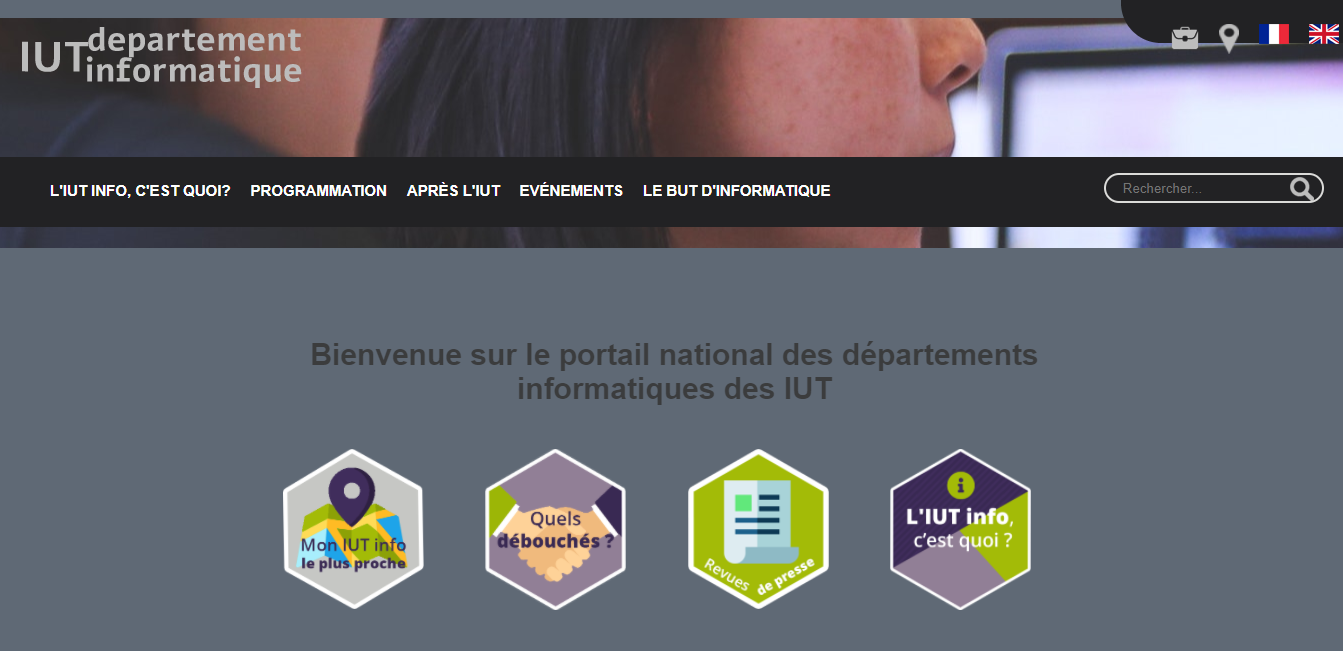 IUT departement
informatique
L'IUT INFO, C'EST QUOI? PROGRAMMATION APRÈS L'IUT EVÉNEMENTS LE BUT D'INFORMATIQUE Rechercher...
Bienvenue sur le portail national des départements
informatiques des IUT
Mon IUT info
le plus proche
Quels
débouchés ?
Revues de presse
L'IUT info,
c'est quoi ?